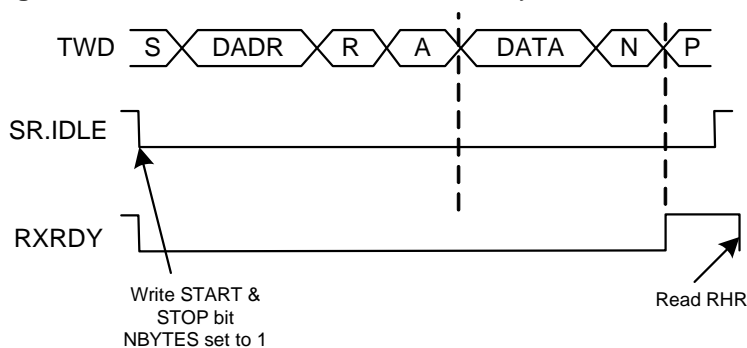 TWD S DADR R A DATA N P
SR.IDLE
RXRDY
Write START &
STOP bit
NBYTES set to 1
Read RHR